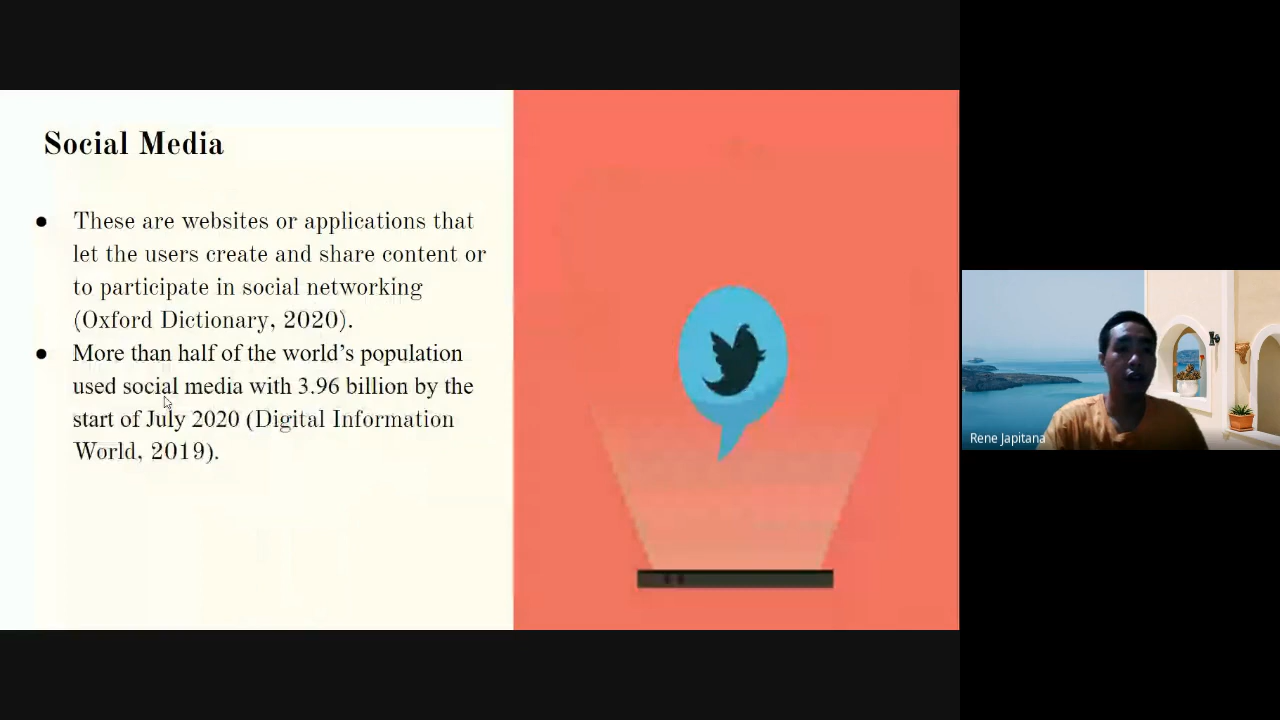 Social Media
● These are websites or applications that
let the users create and share content or
to participate in social networking
(Oxford Dictionary, 2020).
● More than half of the world’s population
used social media with 3.96 billion by the
start of July 2020 (Digital Information
World, 2019).
Rene Japitana